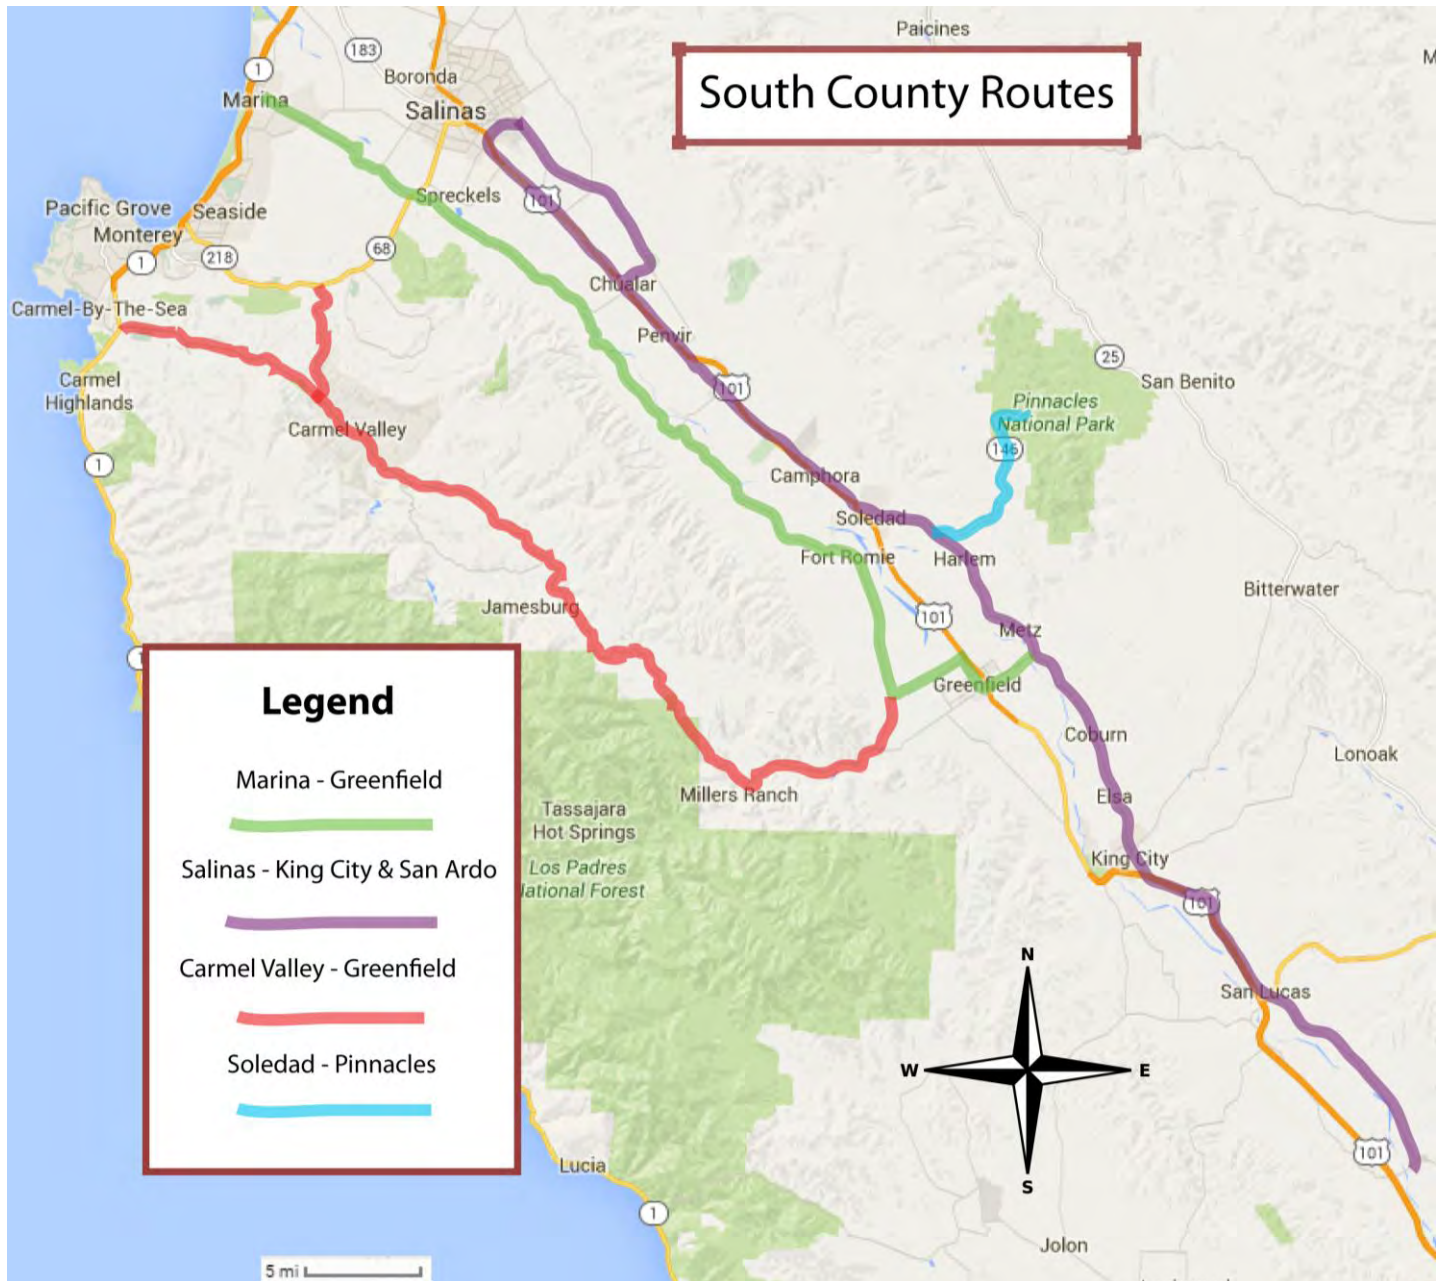 Paicines
183
1
Boronda
Marina
Salinas
South County Routes
M
Spreckels
101
Pacific Grove
Seaside
Monterey
68
218
1
Chualar
Carmel-By-The-Sea
Penvir
25
San Benito
101
Carmel
Highlands
Pinnacles
National Park
Carmel Valley
146
1
Camphora
Soledad
Fort Romie
Harlem
Bitterwater
Jamesburg
101
Metz
1
Greenfield
Coburn
Lonoak
Legend
Marina - Greenfield
Salinas - King City & San Ardo
Carmel Valley - Greenfield
Soledad - Pinnacles
Millers Ranch
Elsa
Tassajara
Hot Springs
King City
Los Padres
National Forest
101
San Lucas
N
W
E
S
101
Lucia
1
Jolon
5 mi